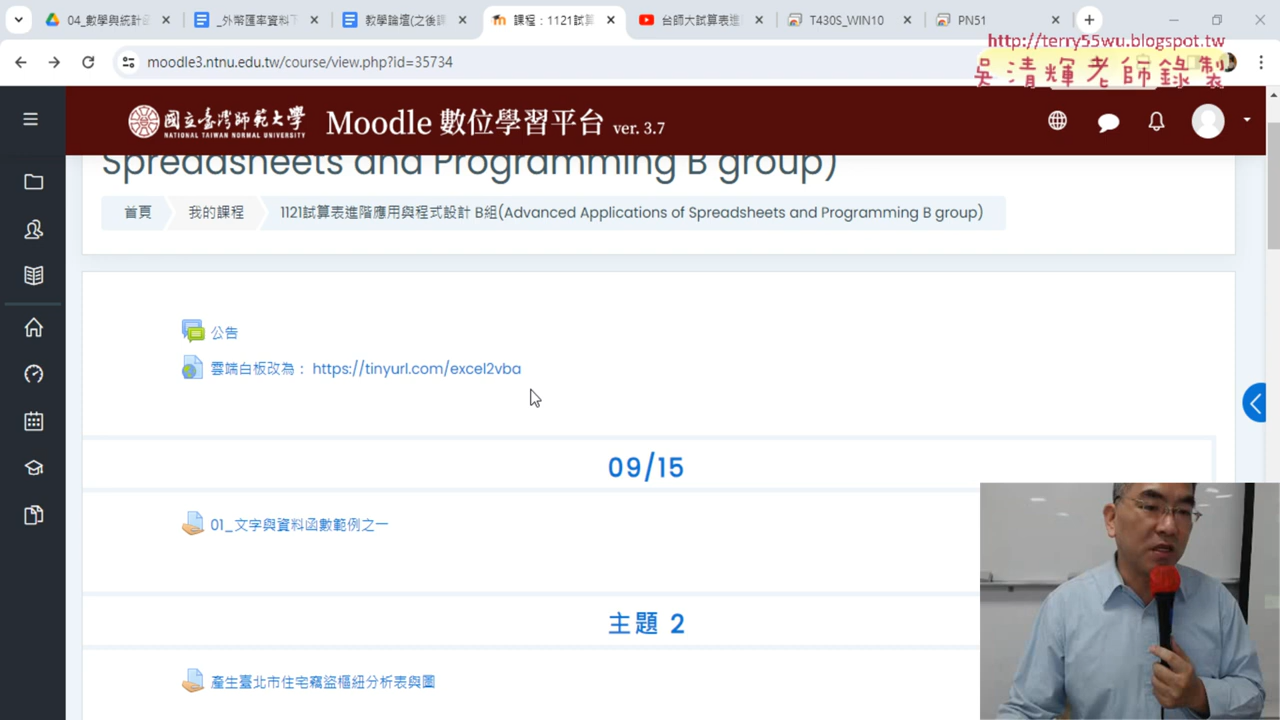 04_數學與統計函
_外幣匯率資料下
教學論壇(之後課
課程：1121試算
台師大試算表進
T430S_WIN10
PN51
http://terry55wu.blogspot.tw
吳清輝老師錄製
moodle3.ntnu.edu.tw/course/view.php?id=35734
國立臺灣師範大學
NATIONAL TAIWAN NORMAL UNIVERSITY
Moodle 數位學習平台 ver. 3.7
Spreadsheets and Programming B group)
首頁
我的課程
1121試算表進階應用與程式設計 B組(Advanced Applications of Spreadsheets and Programming B group)
公告
雲端白板改為： https://tinyurl.com/excel2vba
09/15
01_文字與資料函數範例之一
主題 2
產生臺北市住宅竊盜樞紐分析表與圖